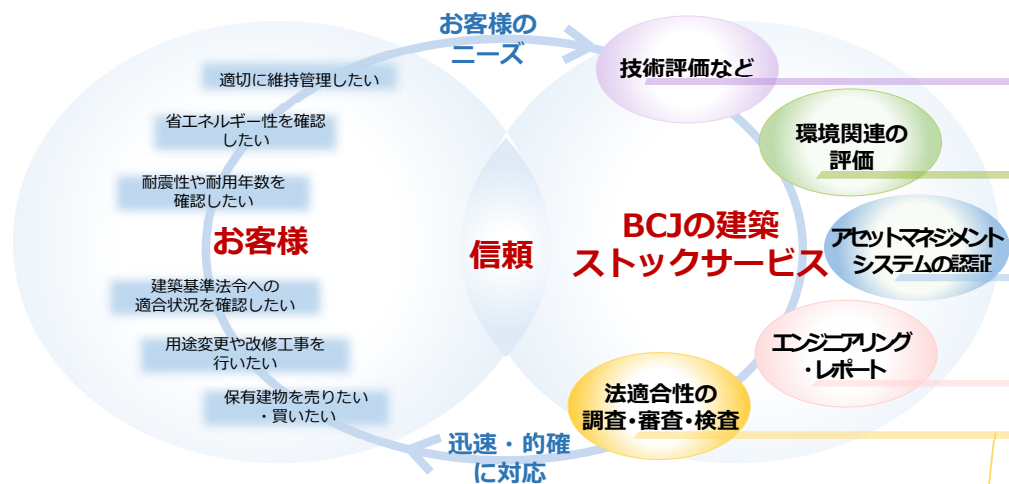 お客様の
ニーズ
適切に維持管理したい
省エネルギー性を確認
したい
耐震性や耐用年数を
確認したい
お客様
建築基準法令への
適合状況を確認したい
用途変更や改修工事を
行いたい
保有建物を売りたい
・買いたい
信頼
BCJの建築
ストックサービス
技術評価など
環境関連の
評価
アセットマネジメント
システムの認証
エンジニアリング
・レポート
法適合性の
調査・審査・検査
迅速・的確
に対応